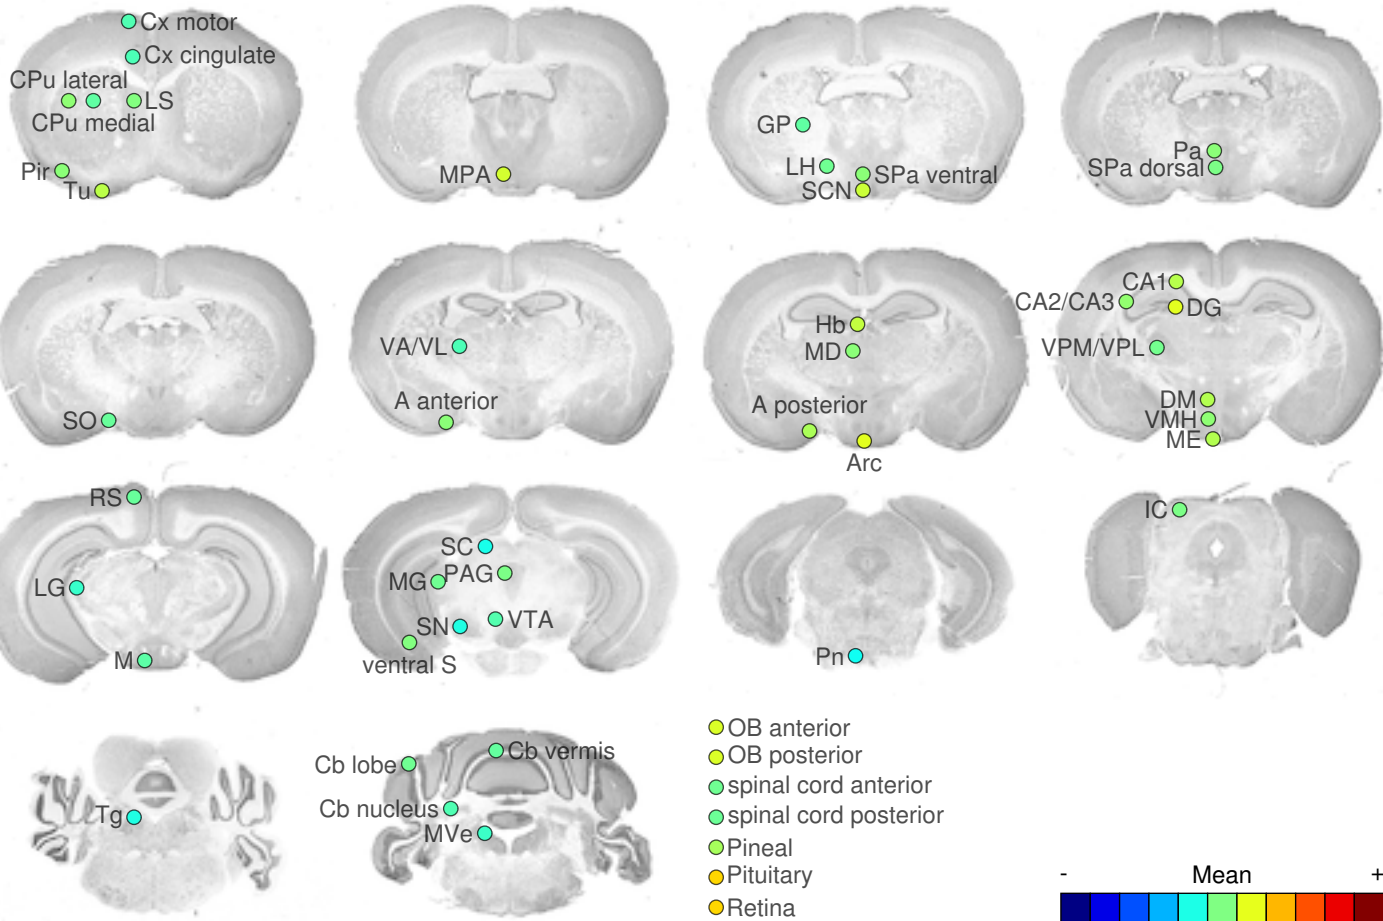 Cx motor
Cx cingulate
CPu lateral
LS
CPu medial
Pir
Tu
MPA
GP
LH
SPa ventral
SCN
Pa
SPa dorsal
SO
VA/VL
A anterior
Hb
MD
A posterior
Arc
CA1
CA2/CA3
DG
VPM/VPL
DM
VMH
ME
RS
LG
M
SC
MG
PAG
SN
VTA
ventral S
Pn
IC
Tg
Cb lobe
Cb vermis
Cb nucleus
MVe
OB anterior
OB posterior
spinal cord anterior
spinal cord posterior
Pineal
Pituitary
Retina
- Mean +